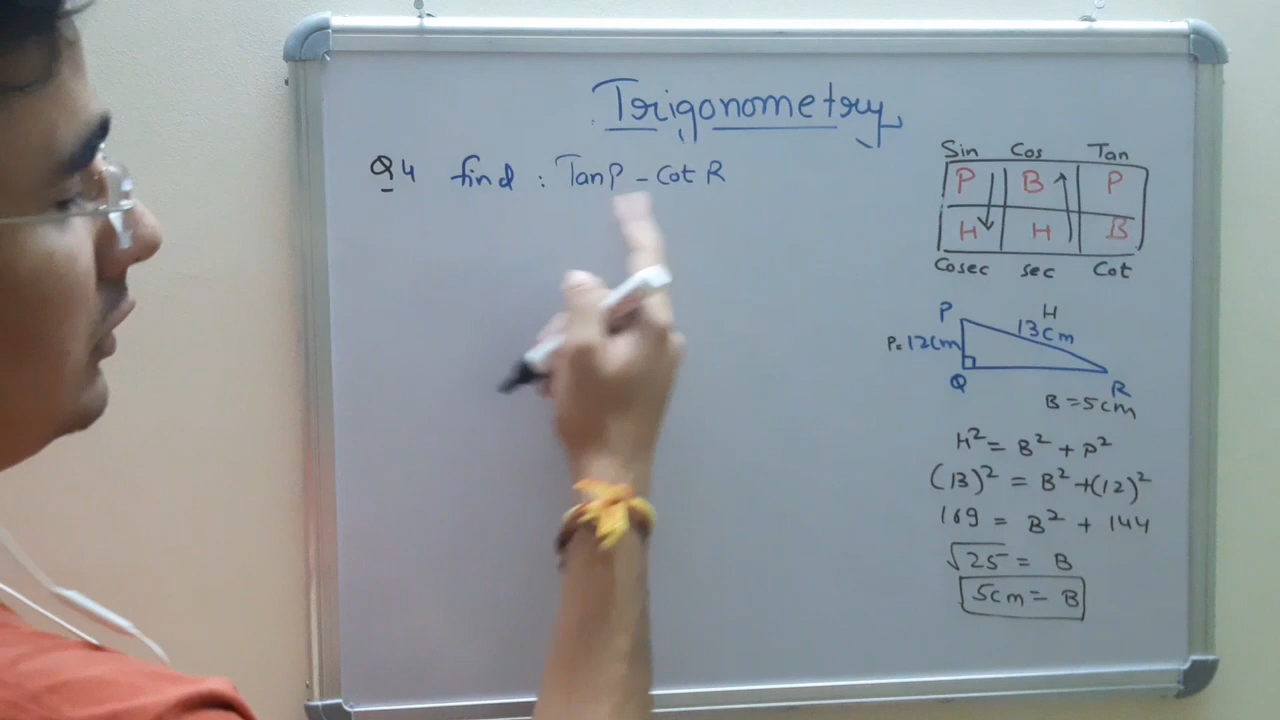 Trigonometry
Q4 find : TanP - Cot R
Sin Cos Tan
P B P
H H B
Cosec sec Cot
P H
13cm
P=12cm
Q R
B = 5cm
H² = B² + P²
(13)² = B² + (12)²
169 = B² + 144
√25 = B
5cm = B